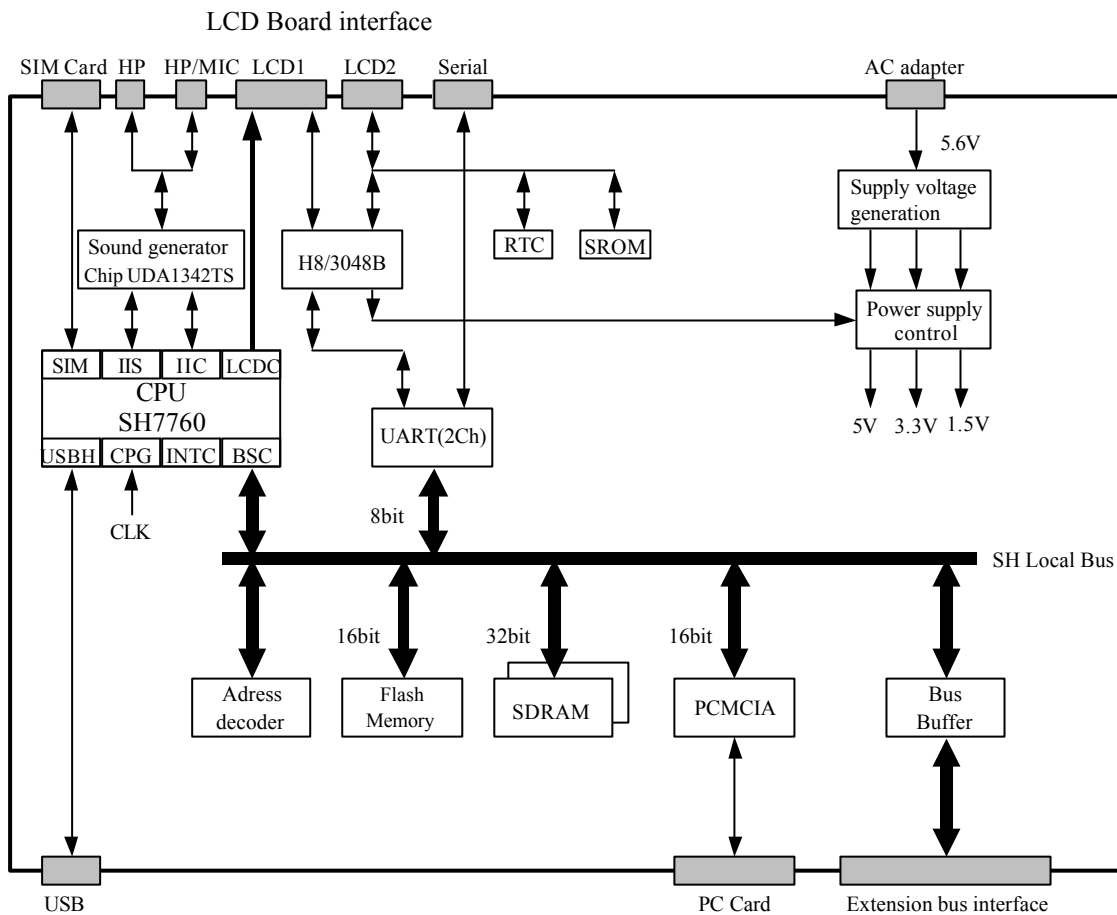 LCD Board interface
SIM Card
HP
HP/MIC
LCD1
LCD2
Serial
AC adapter
5.6V
Supply voltage
generation
Sound generator
Chip UDA1342TS
H8/3048B
RTC
SROM
Power supply
control
SIM
IIS
IIC
LCDC
CPU
SH7760
USBH
CPG
INTC
BSC
UART(2Ch)
5V
3.3V
1.5V
CLK
8bit
SH Local Bus
16bit
32bit
16bit
Adress
decoder
Flash
Memory
SDRAM
PCMCIA
Bus
Buffer
USB
PC Card
Extension bus interface